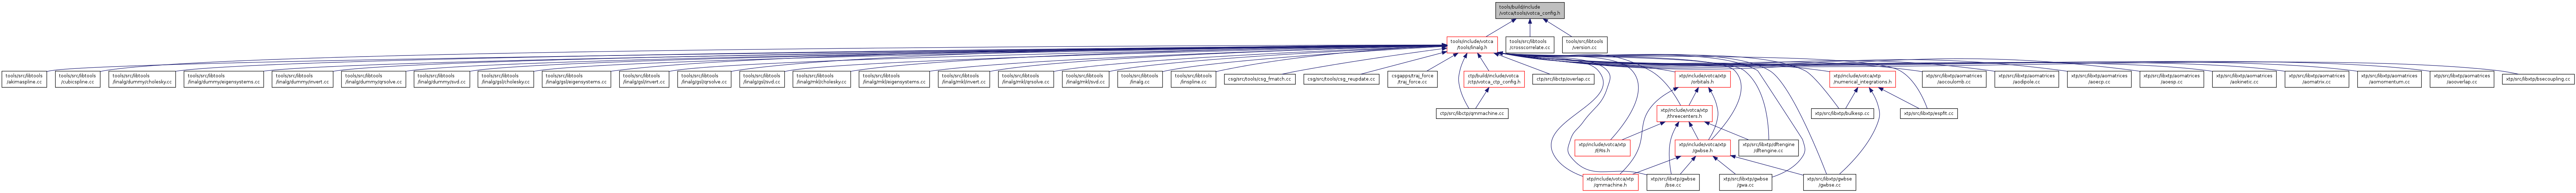 tools/build/include
/votca/tools/votca_config.h
tools/include/votca
/tools/linalg.h
tools/src/libtools
/crosscorrelate.cc
tools/src/libtools
/version.cc
tools/src/libtools
/akimaspline.cc
tools/src/libtools
/cubicspline.cc
tools/src/libtools
/linalg/dummy/cholesky.cc
tools/src/libtools
/linalg/dummy/eigensystems.cc
tools/src/libtools
/linalg/dummy/invert.cc
tools/src/libtools
/linalg/dummy/qrsolve.cc
tools/src/libtools
/linalg/dummy/svd.cc
tools/src/libtools
/linalg/gsl/cholesky.cc
tools/src/libtools
/linalg/gsl/eigensystems.cc
tools/src/libtools
/linalg/gsl/invert.cc
tools/src/libtools
/linalg/gsl/qrsolve.cc
tools/src/libtools
/linalg/gsl/svd.cc
tools/src/libtools
/linalg/mkl/cholesky.cc
tools/src/libtools
/linalg/mkl/eigensystems.cc
tools/src/libtools
/linalg/mkl/invert.cc
tools/src/libtools
/linalg/mkl/qrsolve.cc
tools/src/libtools
/linalg/mkl/svd.cc
tools/src/libtools
/linalg.cc
tools/src/libtools
/linspline.cc
csg/src/tools/csg_fmatch.cc
csg/src/tools/csg_reupdate.cc
csgapps/traj_force
/traj_force.cc
ctp/build/include/votca
/ctp/votca_ctp_config.h
ctp/src/libctp/overlap.cc
xtp/include/votca/xtp
/orbitals.h
xtp/include/votca/xtp
/numerical_integrations.h
xtp/src/libxtp/aomatrices
/aocoulomb.cc
xtp/src/libxtp/aomatrices
/aodipole.cc
xtp/src/libxtp/aomatrices
/aoecp.cc
xtp/src/libxtp/aomatrices
/aoesp.cc
xtp/src/libxtp/aomatrices
/aokinetic.cc
xtp/src/libxtp/aomatrices
/aomatrix.cc
xtp/src/libxtp/aomatrices
/aomomentum.cc
xtp/src/libxtp/aomatrices
/aooverlap.cc
xtp/src/libxtp/bsecoupling.cc
ctp/src/libctp/qmmachine.cc
xtp/include/votca/xtp
/threecenters.h
xtp/src/libxtp/bulkesp.cc
xtp/src/libxtp/espfit.cc
xtp/include/votca/xtp
/ERIs.h
xtp/include/votca/xtp
/gwbse.h
xtp/src/libxtp/dftengine
/dftengine.cc
xtp/include/votca/xtp
/qmmachine.h
xtp/src/libxtp/gwbse
/bse.cc
xtp/src/libxtp/gwbse
/gwa.cc
xtp/src/libxtp/gwbse
/gwbse.cc